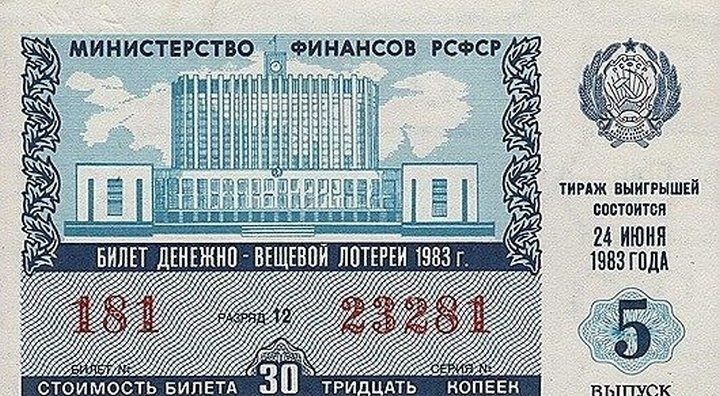 МИНИСТЕРСТВО ФИНАНСОВ РСФСР
БИЛЕТ ДЕНЕЖНО - ВЕЩЕВОЙ ЛОТЕРЕИ 1983 г.
181 РАЗРЯД 12 23281
БИЛЕТ № СЕРИЯ №
СТОИМОСТЬ БИЛЕТА 30 ТРИДЦАТЬ КОПЕЕК
ТИРАЖ ВЫИГРЫШЕЙ
СОСТОИТСЯ
24 ИЮНЯ
1983 ГОДА
5
ВЫПУСК